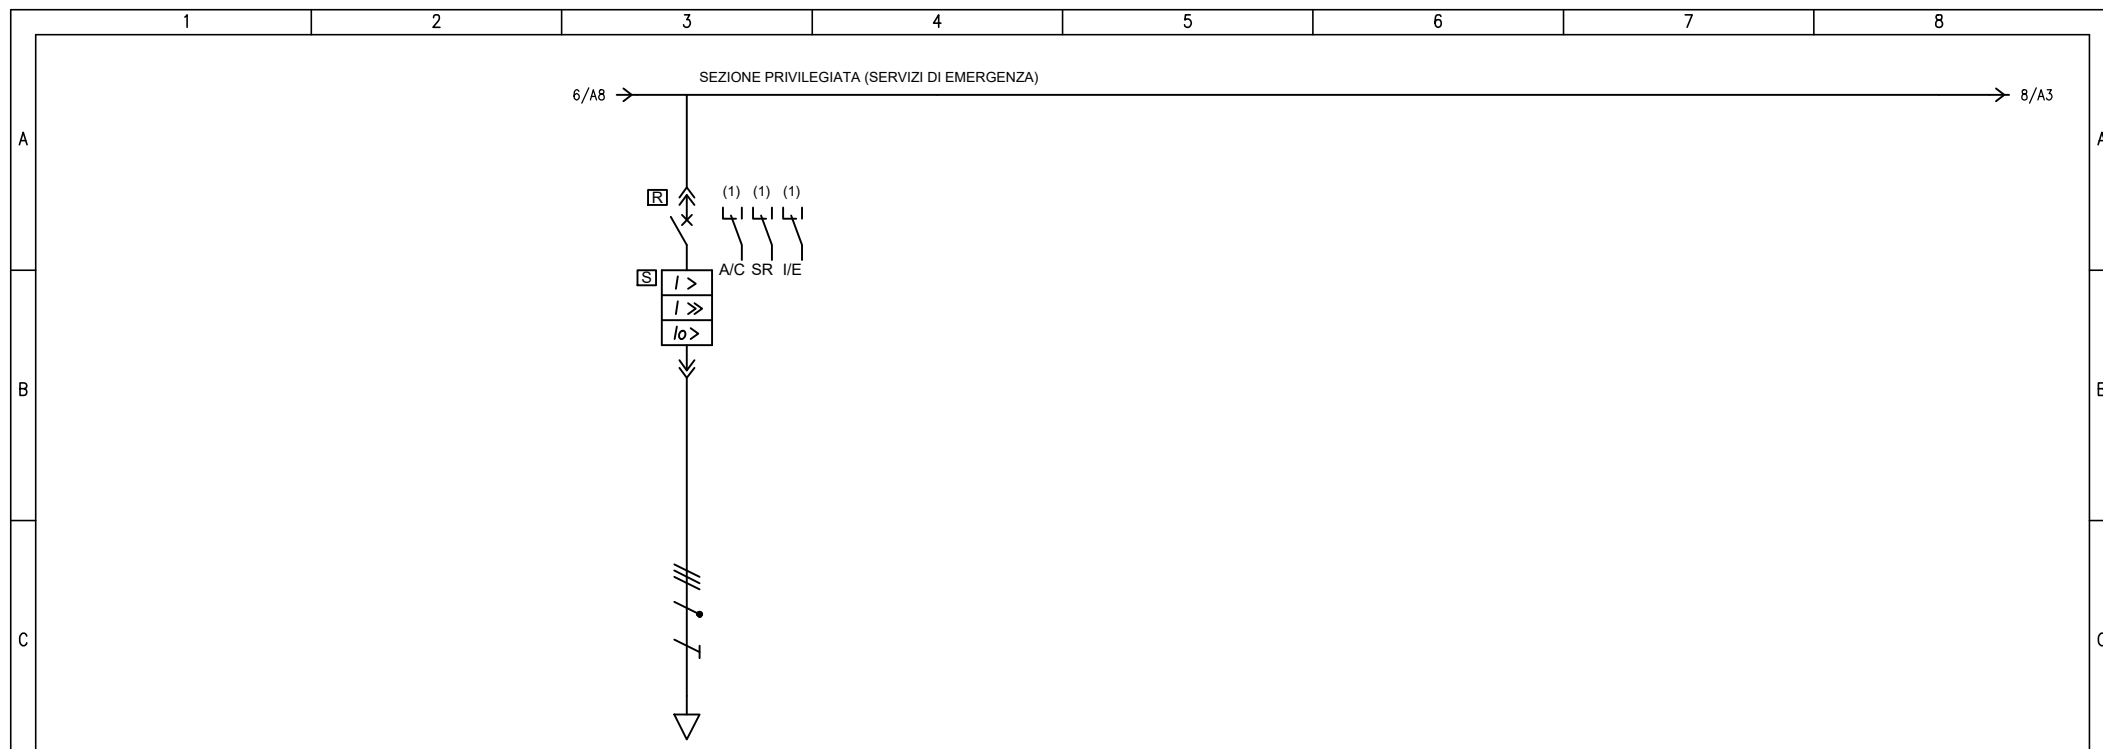 1 2 3 4 5 6 7 8
SEZIONE PRIVILEGIATA (SERVIZI DI EMERGENZA)
6/A8 8/A3
A A
R (1) (1) (1)
A/C SR I/E
S I >
I >>
Io >
B
C